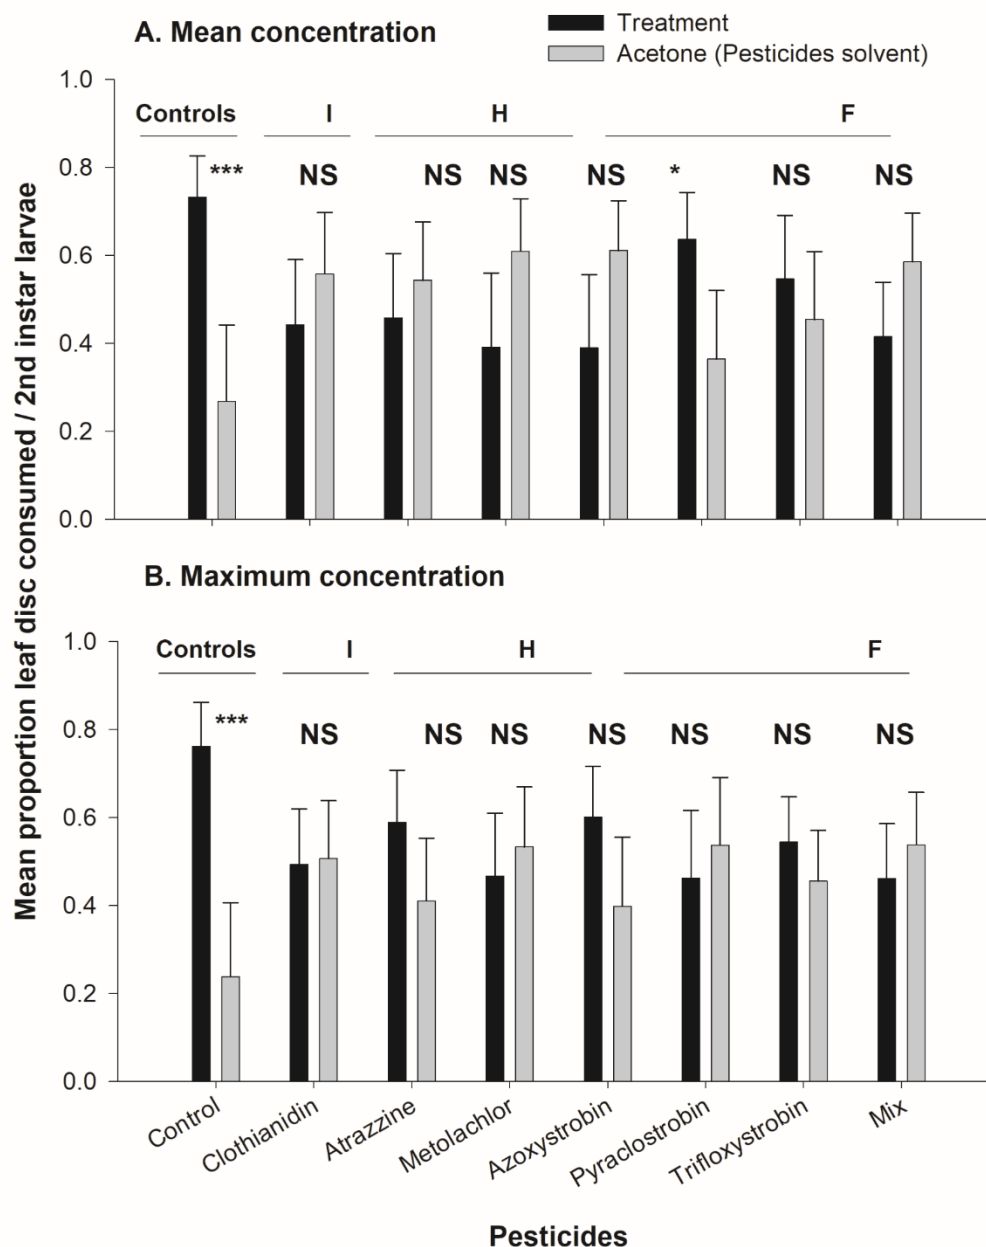 A. Mean concentration
Treatment
Acetone (Pesticides solvent)
Mean proportion leaf disc consumed / 2nd instar larvae
1.0
0.8
0.6
0.4
0.2
0.0
Controls I H F
*** NS NS NS NS * NS NS
B. Maximum concentration
1.0
0.8
0.6
0.4
0.2
0.0
Controls I H F
*** NS NS NS NS NS NS NS
Control
Clothianidin
Atrazzine
Metolachlor
Azoxystrobin
Pyraclostrobin
Trifloxystrobin
Mix
Pesticides